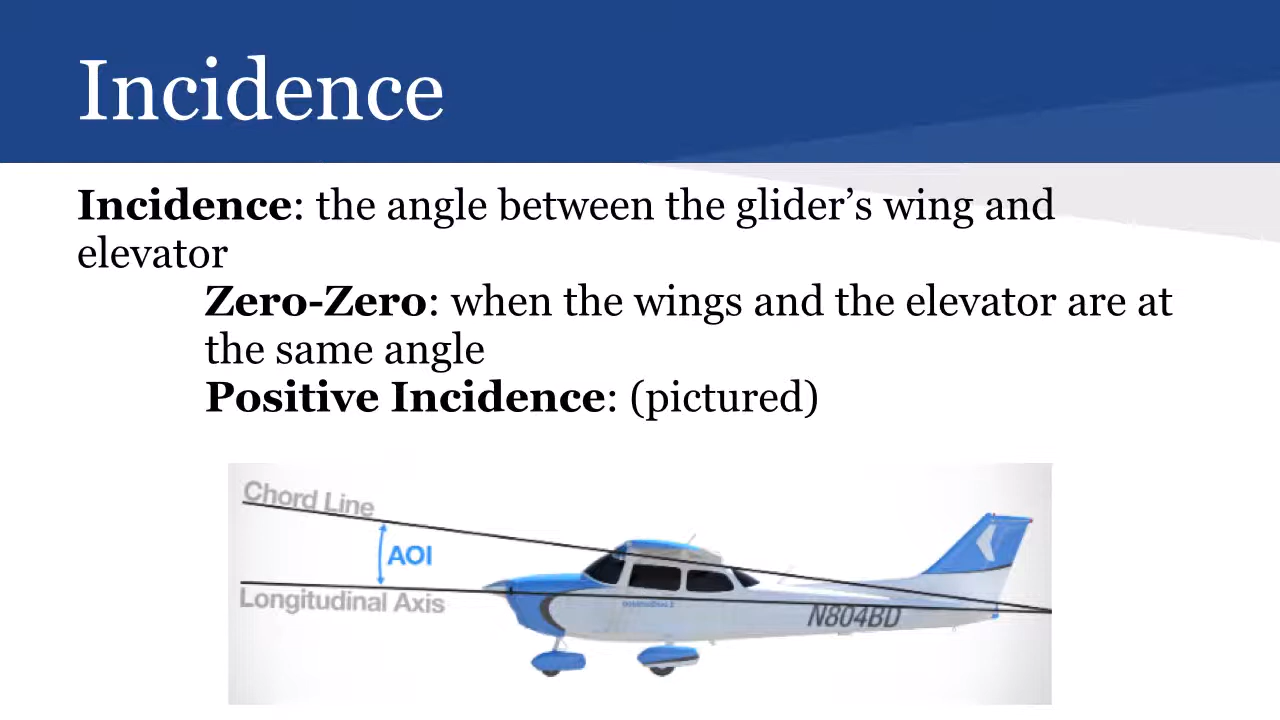 Incidence
Incidence: the angle between the glider’s wing and
elevator
Zero-Zero: when the wings and the elevator are at
the same angle
Positive Incidence: (pictured)
Chord Line
AOI
Longitudinal Axis
N804BD